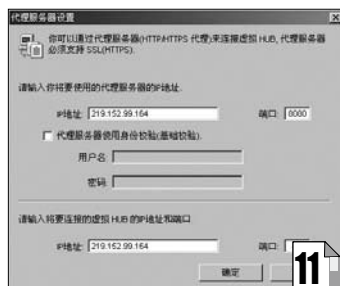 代理服务器设置
你可以通过代理服务器(HTTP/HTTPS 代理)来连接虚拟 HUB, 代理服务器
必须支持 SSL(HTTPS).
请输入你将要使用的代理服务器的IP地址.
IP地址: 219.152.99.164 端口: 8080
代理服务器使用身份校验(基础校验).
用户名:
密码:
请输入将要连接的虚拟 HUB 的IP地址和端口
IP地址: 219.152.99.164 端口:
确定
11